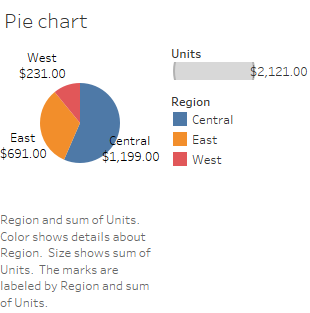 Pie chart
West
$231.00
East
$691.00
Central
$1,199.00
Units
$2,121.00
Region
Central
East
West
Region and sum of Units.
Color shows details about
Region. Size shows sum of
Units. The marks are
labeled by Region and sum
of Units.